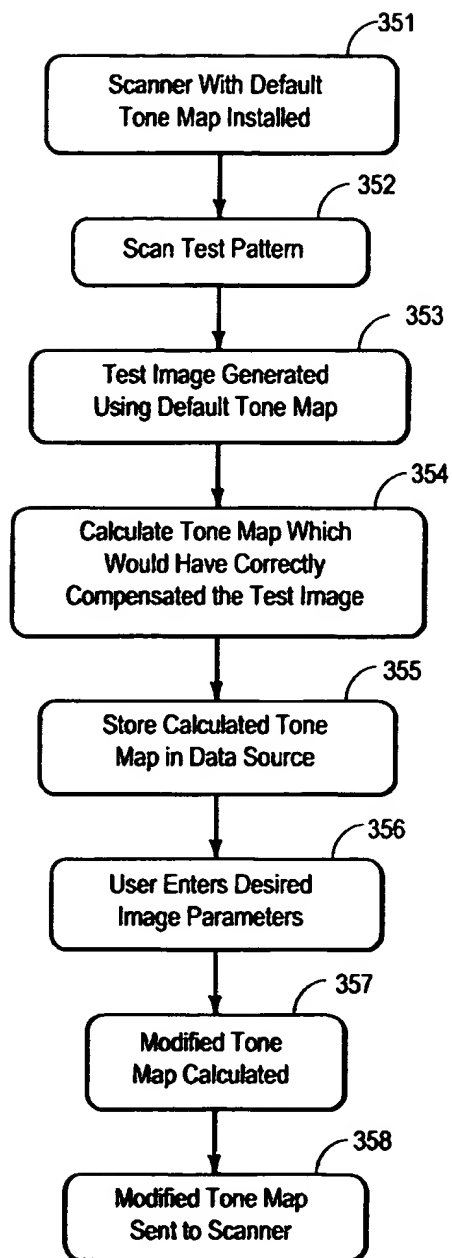 351
Scanner With Default
Tone Map Installed
352
Scan Test Pattern
353
Test Image Generated
Using Default Tone Map
354
Calculate Tone Map Which
Would Have Correctly
Compensated the Test Image
355
Store Calculated Tone
Map in Data Source
356
User Enters Desired
Image Parameters
357
Modified Tone
Map Calculated
358
Modified Tone Map
Sent to Scanner